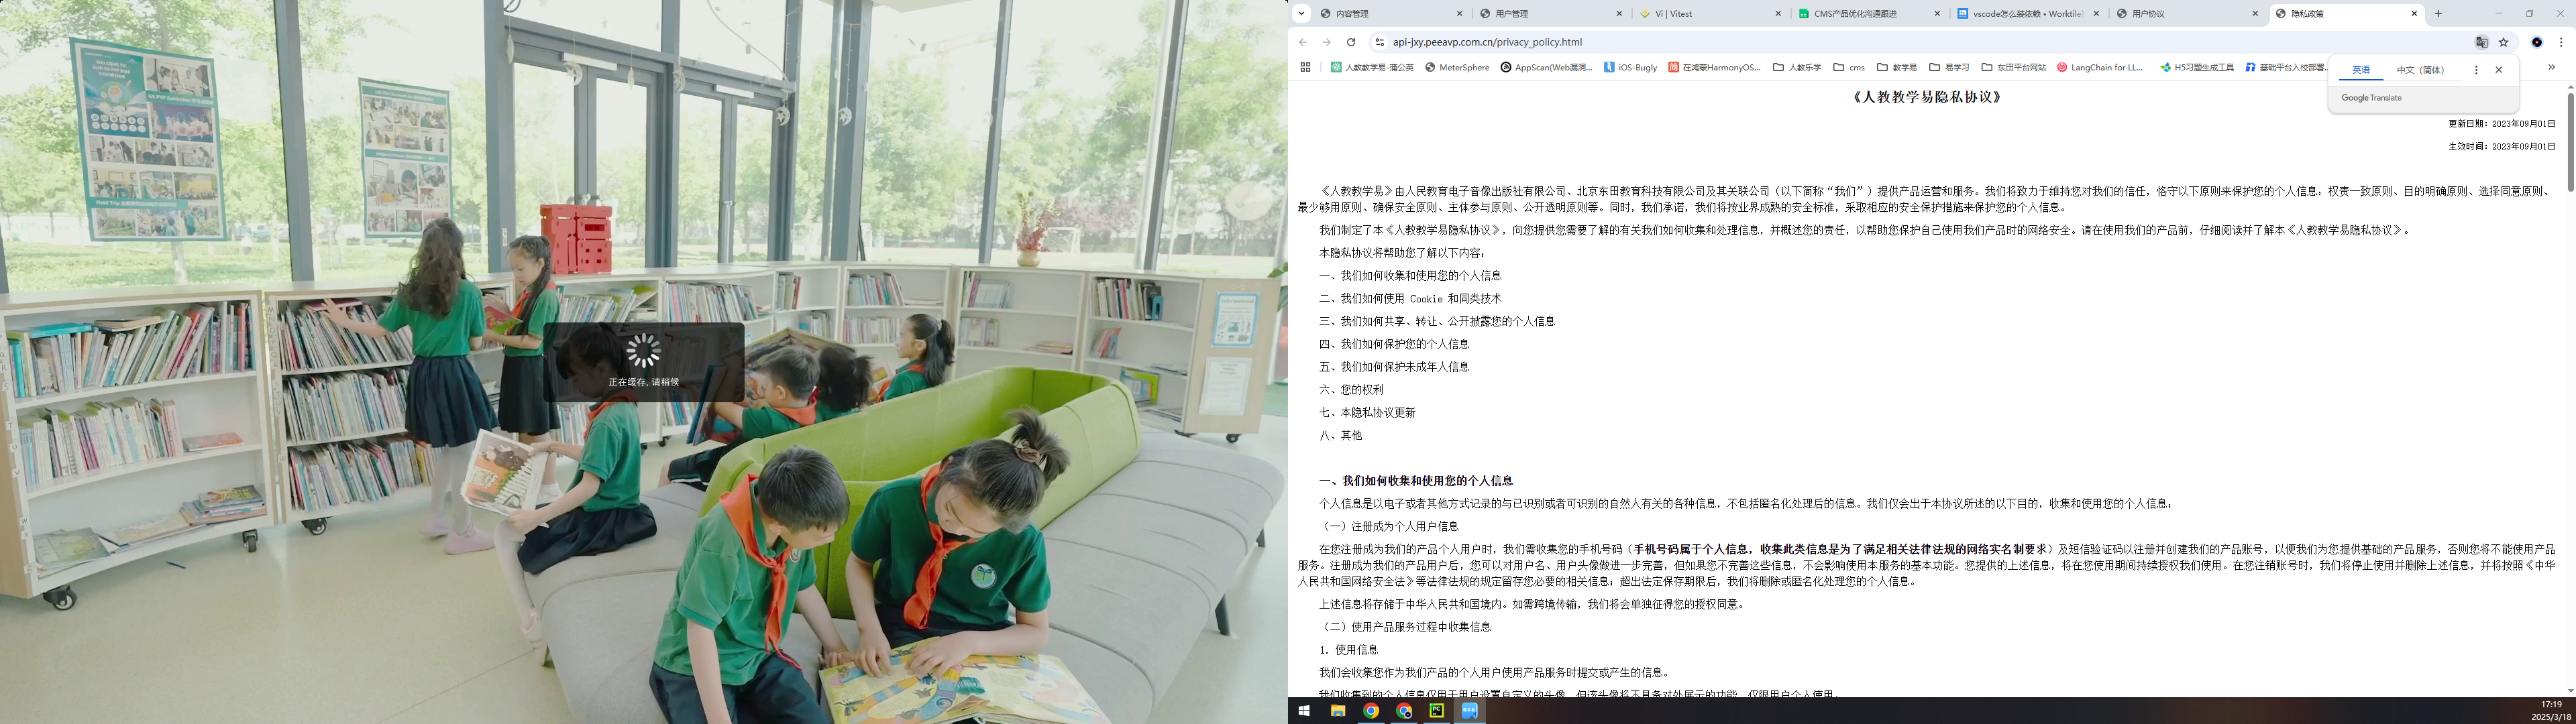 WELCOME TO
Field Trip
正在缓存, 请稍候
内容管理
用户管理
Vi | Vitest
CMS产品优化沟通跟进
vscode怎么装依赖 • Worktile
用户协议
隐私政策
api-jxy.peeavp.com.cn/privacy_policy.html
人教教学易-蒲公英
MeterSphere
AppScan(Web漏洞...
iOS-Bugly
在鸿蒙HarmonyOS...
人教乐学
cms
教学易
易学习
东田平台网站
LangChain for LL...
H5习题生成工具
基础平台入校部署...
英语
中文（简体）
Google Translate
《人教教学易隐私协议》
更新日期：2023年09月01日
生效时间：2023年09月01日
《人教教学易》由人民教育电子音像出版社有限公司、北京东田教育科技有限公司及其关联公司（以下简称“我们”）提供产品运营和服务。我们将致力于维持您对我们的信任，恪守以下原则来保护您的个人信息：权责一致原则、目的明确原则、选择同意原则、
最少够用原则、确保安全原则、主体参与原则、公开透明原则等。同时，我们承诺，我们将按业界成熟的安全标准，采取相应的安全保护措施来保护您的个人信息。
我们制定了本《人教教学易隐私协议》，向您提供您需要了解的有关我们如何收集和处理信息，并概述您的责任，以帮助您保护自己使用我们产品时的网络安全。请在使用我们的产品前，仔细阅读并了解本《人教教学易隐私协议》。
本隐私协议将帮助您了解以下内容：
一、我们如何收集和使用您的个人信息
二、我们如何使用 Cookie 和同类技术
三、我们如何共享、转让、公开披露您的个人信息
四、我们如何保护您的个人信息
五、我们如何保护未成年人信息
六、您的权利
七、本隐私协议更新
八、其他
一、我们如何收集和使用您的个人信息
个人信息是以电子或者其他方式记录的与已识别或者可识别的自然人有关的各种信息，不包括匿名化处理后的信息。我们仅会出于本协议所述的以下目的，收集和使用您的个人信息：
（一）注册成为个人用户信息
在您注册成为我们的产品个人用户时，我们需收集您的手机号码（手机号码属于个人信息，收集此类信息是为了满足相关法律法规的网络实名制要求）及短信验证码以注册并创建我们的产品账号，以便我们为您提供基础的产品服务，否则您将不能使用产品
服务。注册成为我们的产品用户后，您可以对用户名、用户头像做进一步完善，但如果您不完善这些信息，不会影响使用本服务的基本功能。您提供的上述信息，将在您使用期间持续授权我们使用。在您注销账号时，我们将停止使用并删除上述信息，并将按照《中华
人民共和国网络安全法》等法律法规的规定留存您必要的相关信息；超出法定保存期限后，我们将删除或匿名化处理您的个人信息。
上述信息将存储于中华人民共和国境内。如需跨境传输，我们将会单独征得您的授权同意。
（二）使用产品服务过程中收集信息
1. 使用信息
我们会收集您作为我们产品的个人用户使用产品服务时提交或产生的信息。
我们收集到的个人信息仅用于用户设置自定义的头像，但该头像将不具备对外展示的功能，仅限用户个人使用。
17:19
2025/3/18